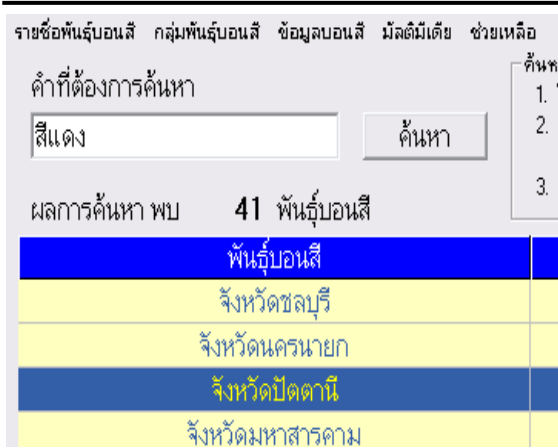 รายชื่อพันธุ์บอนสี กลุ่มพันธุ์บอนสี ข้อมูลบอนสี มัลติมีเดีย ช่วยเหลือ
คำที่ต้องการค้นหา
สีแดง
ค้นหา
ผลการค้นหา พบ 41 พันธุ์บอนสี
1.
2.
3.
พันธุ์บอนสี
จังหวัดชลบุรี
จังหวัดนครนายก
จังหวัดปัตตานี
จังหวัดมหาสารคาม